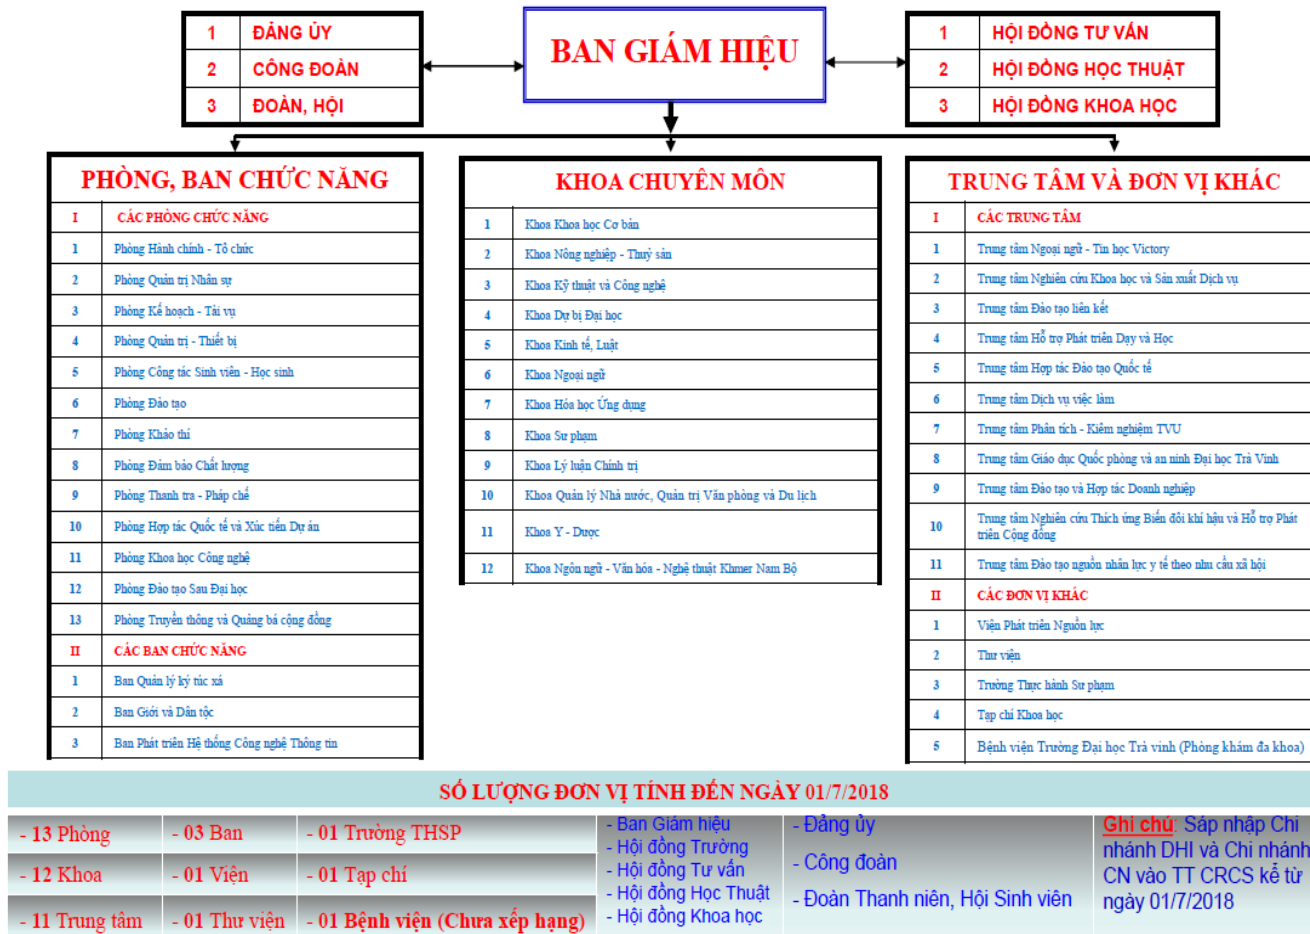 1 ĐẢNG ỦY
2 CÔNG ĐOÀN
3 ĐOÀN, HỘI
BAN GIÁM HIỆU
1 HỘI ĐỒNG TƯ VẤN
2 HỘI ĐỒNG HỌC THUẬT
3 HỘI ĐỒNG KHOA HỌC
PHÒNG, BAN CHỨC NĂNG
I CÁC PHÒNG CHỨC NĂNG
1 Phòng Hành chính - Tổ chức
2 Phòng Quản trị Nhân sự
3 Phòng Kế hoạch - Tài vụ
4 Phòng Quản trị - Thiết bị
5 Phòng Công tác Sinh viên - Học sinh
6 Phòng Đào tạo
7 Phòng Khảo thí
8 Phòng Đảm bảo Chất lượng
9 Phòng Thanh tra - Pháp chế
10 Phòng Hợp tác Quốc tế và Xúc tiến Dự án
11 Phòng Khoa học Công nghệ
12 Phòng Đào tạo Sau Đại học
13 Phòng Truyền thông và Quảng bá cộng đồng
II CÁC BAN CHỨC NĂNG
1 Ban Quản lý ký túc xá
2 Ban Giới và Dân tộc
3 Ban Phát triển Hệ thống Công nghệ Thông tin
KHOA CHUYÊN MÔN
1 Khoa Khoa học Cơ bản
2 Khoa Nông nghiệp - Thuỷ sản
3 Khoa Kỹ thuật và Công nghệ
4 Khoa Dự bị Đại học
5 Khoa Kinh tế, Luật
6 Khoa Ngoại ngữ
7 Khoa Hóa học Ứng dụng
8 Khoa Sư phạm
9 Khoa Lý luận Chính trị
10 Khoa Quản lý Nhà nước, Quản trị Văn phòng và Du lịch
11 Khoa Y - Dược
12 Khoa Ngôn ngữ - Văn hóa - Nghệ thuật Khmer Nam Bộ
TRUNG TÂM VÀ ĐƠN VỊ KHÁC
I CÁC TRUNG TÂM
1 Trung tâm Ngoại ngữ - Tin học Victory
2 Trung tâm Nghiên cứu Khoa học và Sản xuất Dịch vụ
3 Trung tâm Đào tạo liên kết
4 Trung tâm Hỗ trợ Phát triển Dạy và Học
5 Trung tâm Hợp tác Đào tạo Quốc tế
6 Trung tâm Dịch vụ việc làm
7 Trung tâm Phân tích - Kiểm nghiệm TVU
8 Trung tâm Giáo dục Quốc phòng và an ninh Đại học Trà Vinh
9 Trung tâm Đào tạo và Hợp tác Doanh nghiệp
10 Trung tâm Nghiên cứu Thích ứng Biến đổi khí hậu và Hỗ trợ Phát
triển Cộng đồng
11 Trung tâm Đào tạo nguồn nhân lực y tế theo nhu cầu xã hội
II CÁC ĐƠN VỊ KHÁC
1 Viện Phát triển Nguồn lực
2 Thư viện
3 Trường Thực hành Sư phạm
4 Tạp chí Khoa học
5 Bệnh viện Trường Đại học Trà vinh (Phòng khám đa khoa)
SỐ LƯỢNG ĐƠN VỊ TÍNH ĐẾN NGÀY 01/7/2018
- 13 Phòng
- 03 Ban
- 01 Trường THSP
- 12 Khoa
- 01 Viện
- 01 Tạp chí
- 11 Trung tâm
- 01 Thư viện
- 01 Bệnh viện (Chưa xếp hạng)
- Ban Giám hiệu
- Hội đồng Trường
- Hội đồng Tư vấn
- Hội đồng Học Thuật
- Hội đồng Khoa học
- Đảng ủy
- Công đoàn
- Đoàn Thanh niên, Hội Sinh viên
Ghi chú: Sáp nhập Chi
nhánh DHI và Chi nhánh
CN vào TT CRCS kể từ
ngày 01/7/2018